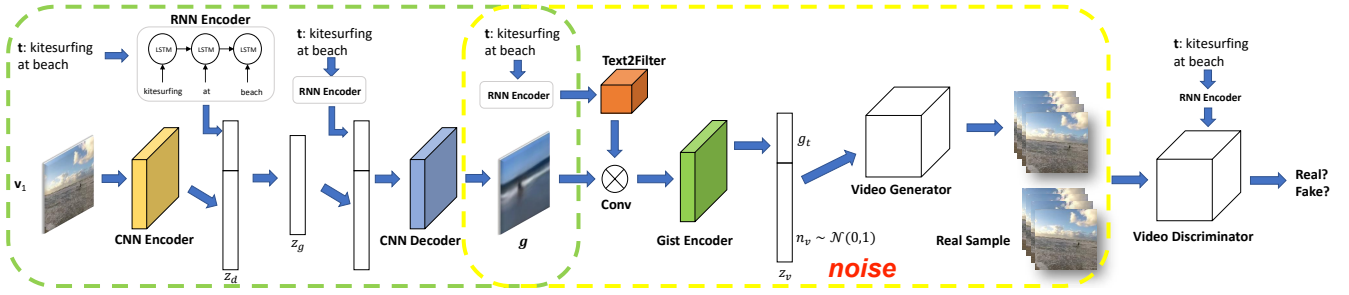 RNN Encoder
t: kitesurfing
at beach
LSTM
LSTM
LSTM
kitesurfing
at
beach
t: kitesurfing
at beach
RNN Encoder
v₁
CNN Encoder
z_d
z_g
CNN Decoder
t: kitesurfing
at beach
RNN Encoder
Text2Filter
g
Conv
Gist Encoder
g_t
n_v ~ 𝒩(0,1)
z_v
noise
Video Generator
Real Sample
t: kitesurfing
at beach
RNN Encoder
Video Discriminator
Real?
Fake?